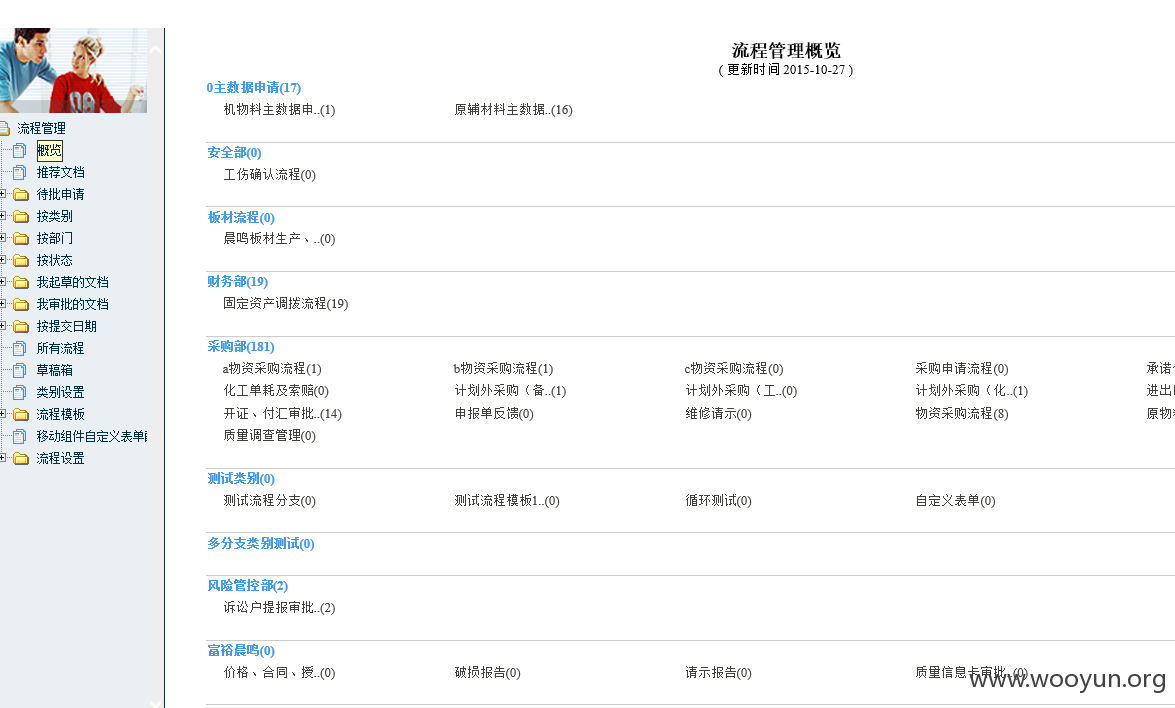 流程管理概览
( 更新时间 2015-10-27 )
流程管理
概览
推荐文档
待批申请
按类别
按部门
按状态
我起草的文档
我审批的文档
按提交日期
所有流程
草稿箱
类别设置
流程模板
移动组件自定义表单
流程设置
0主数据申请(17)
机物料主数据申..(1) 原辅材料主数据..(16)
安全部(0)
工伤确认流程(0)
板材流程(0)
晨鸣板材生产、..(0)
财务部(19)
固定资产调拨流程(19)
采购部(181)
a物资采购流程(1) b物资采购流程(1) c物资采购流程(0) 采购申请流程(0) 承诺
化工单耗及索赔(0) 计划外采购（备..(1) 计划外采购（工..(0) 计划外采购（化..(1) 进出
开证、付汇审批..(14) 申报单反馈(0) 维修请示(0) 物资采购流程(8) 原物
质量调查管理(0)
测试类别(0)
测试流程分支(0) 测试流程模板1..(0) 循环测试(0) 自定义表单(0)
多分支类别测试(0)
风险管控部(2)
诉讼户提报审批..(2)
富裕晨鸣(0)
价格、合同、授..(0) 破损报告(0) 请示报告(0) 质量信息卡审批..(0)
www.wooyun.org